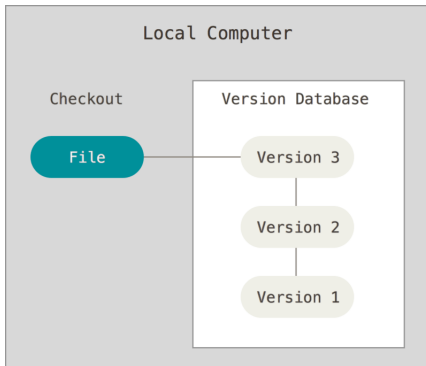 Local Computer
Checkout
Version Database
File
Version 3
Version 2
Version 1